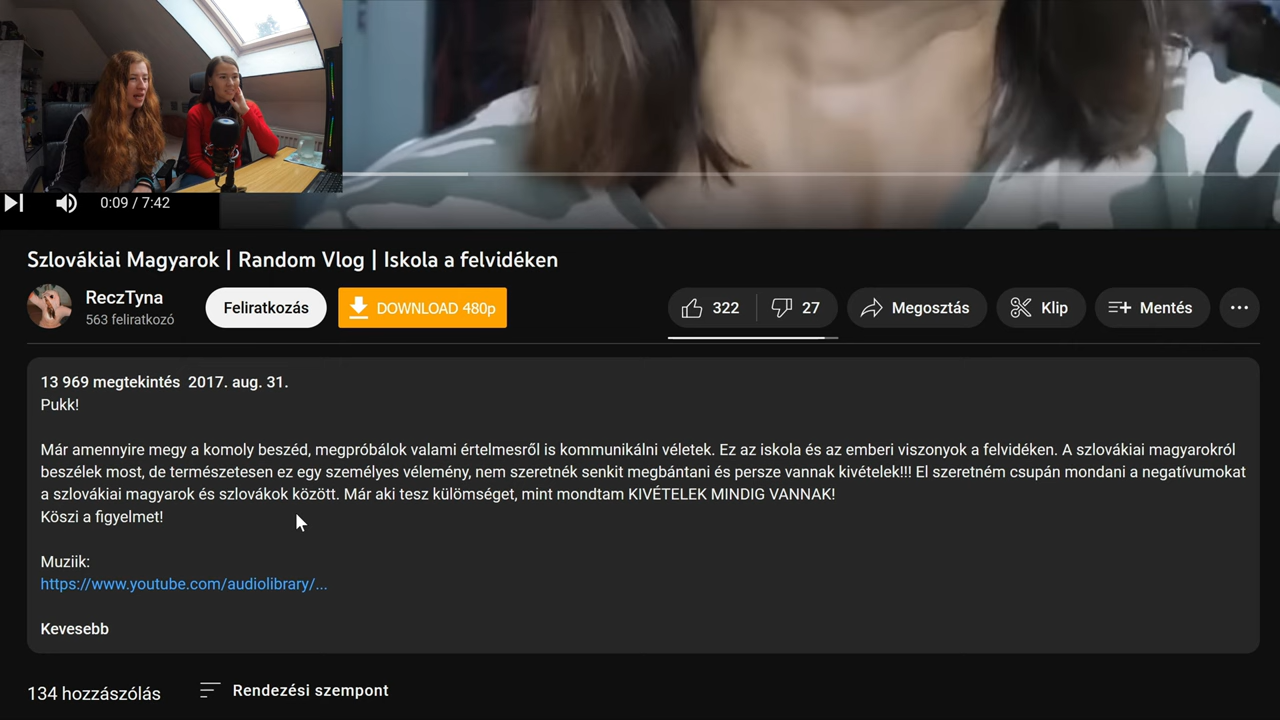 0:09 / 7:42
Szlovákiai Magyarok | Random Vlog | Iskola a felvidéken
ReczTyna
563 feliratkozó
Feliratkozás
DOWNLOAD 480p
322
27
Megosztás
Klip
Mentés
13 969 megtekintés 2017. aug. 31.
Pukk!
Már amennyire megy a komoly beszéd, megpróbálok valami értelmesről is kommunikálni véletek. Ez az iskola és az emberi viszonyok a felvidéken. A szlovákiai magyarokról
beszélek most, de természetesen ez egy személyes vélemény, nem szeretnék senkit megbántani és persze vannak kivételek!!! El szeretném csupán mondani a negatívumokat
a szlovákiai magyarok és szlovákok között. Már aki tesz külömséget, mint mondtam KIVÉTELEK MINDIG VANNAK!
Köszi a figyelmet!
Muziik:
https://www.youtube.com/audiolibrary/...
Kevesebb
134 hozzászólás
Rendezési szempont